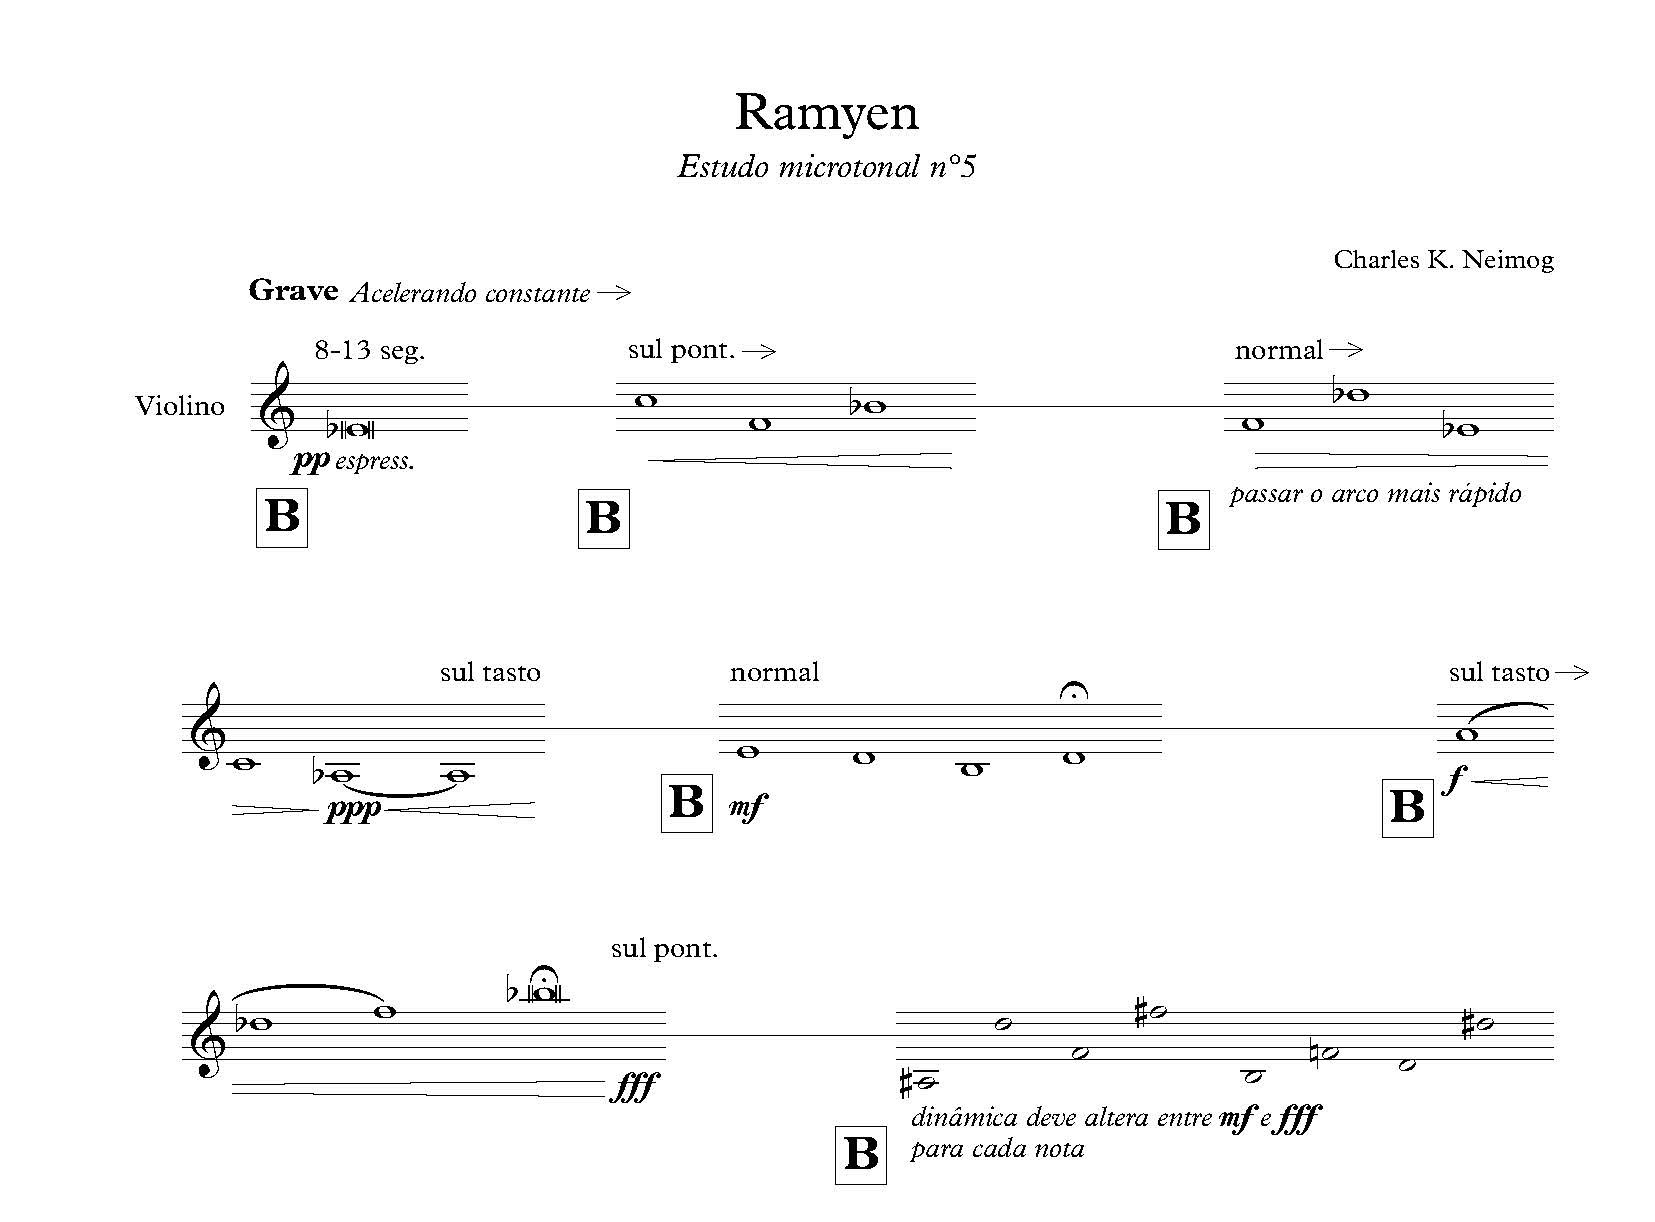 Ramyen
Estudo microtonal n°5
Charles K. Neimog
Grave Acelerando constante
8-13 seg.
sul pont.
normal
Violino
pp espress.
passar o arco mais rápido
B
B
B
sul tasto
normal
sul tasto
ppp
B
mf
B
f
sul pont.
fff
dinâmica deve altera entre mf e fff
para cada nota
B